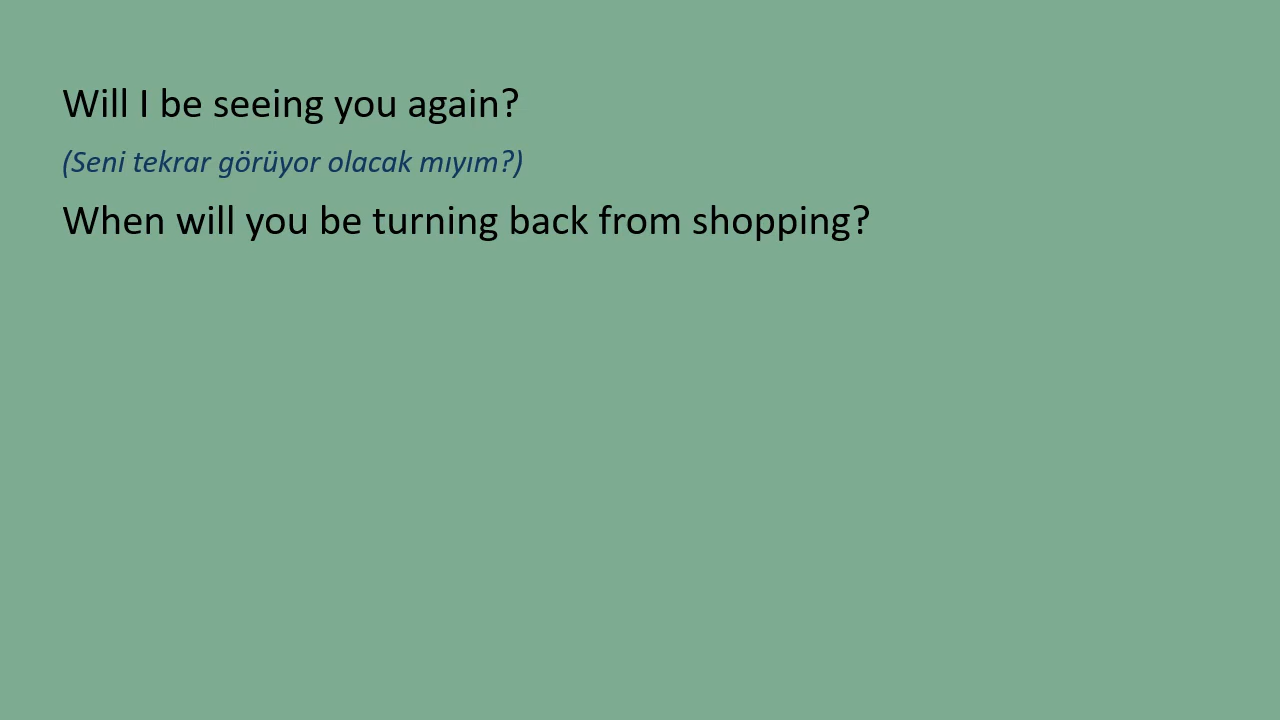 Will I be seeing you again?
(Seni tekrar görüyor olacak mıyım?)
When will you be turning back from shopping?